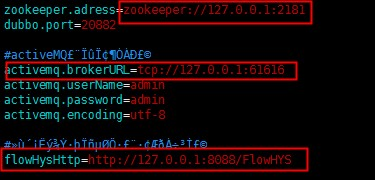 zookeeper.adress=zookeeper://127.0.0.1:2181
dubbo.port=20882
#activeMQ£¨ÏûÏ¢¶ÓÁÐ£©
activemq.brokerURL=tcp://127.0.0.1:61616
activemq.userName=admin
activemq.password=admin
activemq.encoding=utf-8
flowHysHttp=http://127.0.0.1:8088/FlowHYS